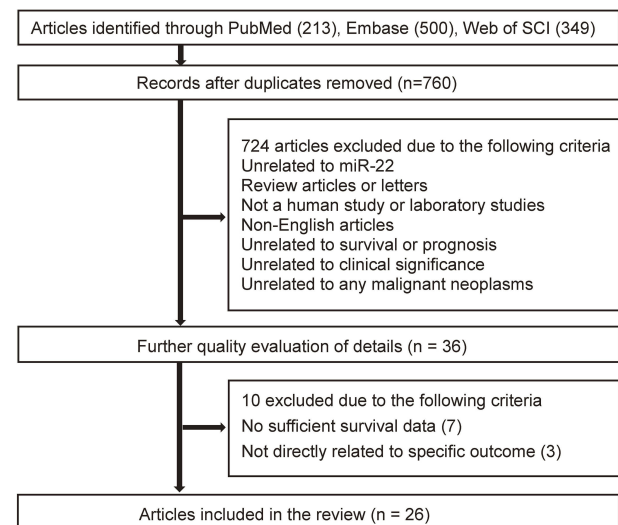 Articles identified through PubMed (213), Embase (500), Web of SCI (349)
Records after duplicates removed (n=760)
724 articles excluded due to the following criteria
Unrelated to miR-22
Review articles or letters
Not a human study or laboratory studies
Non-English articles
Unrelated to survival or prognosis
Unrelated to clinical significance
Unrelated to any malignant neoplasms
Further quality evaluation of details (n = 36)
10 excluded due to the following criteria
No sufficient survival data (7)
Not directly related to specific outcome (3)
Articles included in the review (n = 26)